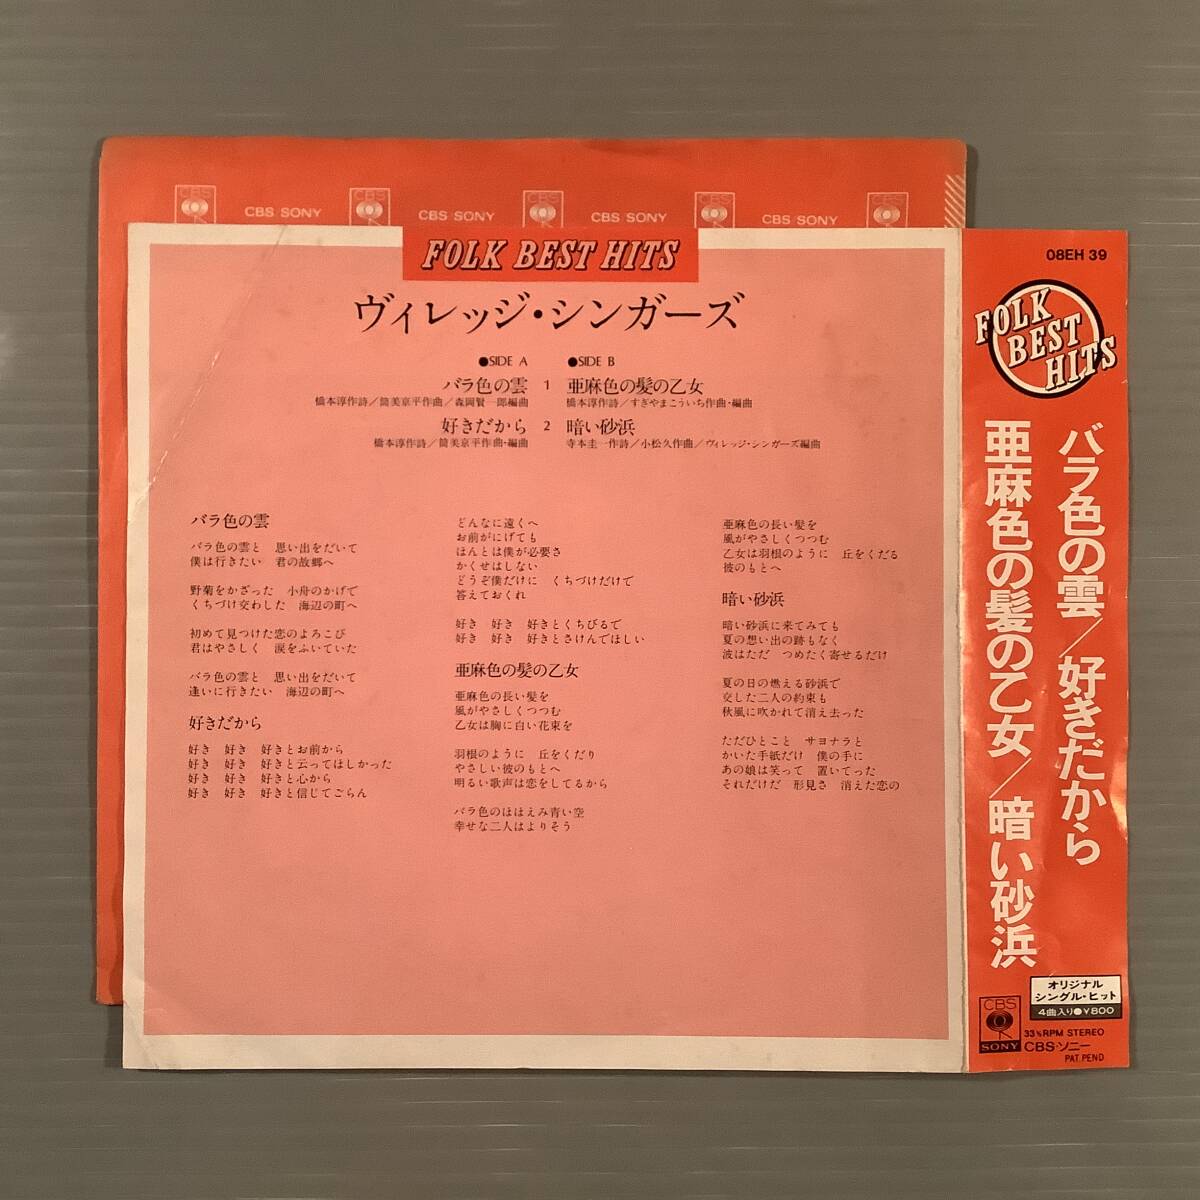 CBS
CBS SONY
CBS
CBS SONY
CBS
CBS SONY
CBS
CBS SONY
CBS
FOLK BEST HITS
ヴィレッジ・シンガーズ
●SIDE A
バラ色の雲 1
橋本淳作詩／筒美京平作曲／森岡賢一郎編曲
好きだから 2
橋本淳作詩／筒美京平作曲・編曲
●SIDE B
亜麻色の髪の乙女
橋本淳作詩／すぎやまこういち作曲・編曲
暗い砂浜
寺本圭一作詩／小松久作曲／ヴィレッジ・シンガーズ編曲
バラ色の雲
バラ色の雲と 思い出をだいて
僕は行きたい 君の故郷へ
野菊をかざった 小舟のかげで
くちづけ交わした 海辺の町へ
初めて見つけた恋のよろこび
君はやさしく 涙をふいていた
バラ色の雲と 思い出をだいて
逢いに行きたい 海辺の町へ
好きだから
好き 好き 好きとお前から
好き 好き 好きと云ってほしかった
好き 好き 好きと心から
好き 好き 好きと信じてごらん
どんなに遠くへ
お前がにげても
ほんとは僕が必要さ
かくせはしない
どうぞ僕だけに くちづけだけで
答えておくれ
好き 好き 好きとくちびるで
好き 好き 好きとさけんでほしい
亜麻色の髪の乙女
亜麻色の長い髪を
風がやさしくつつむ
乙女は胸に白い花束を
羽根のように 丘をくだり
やさしい彼のもとへ
明るい歌声は恋をしてるから
バラ色のほほえみ青い空
幸せな二人はよりそう
亜麻色の長い髪を
風がやさしくつつむ
乙女は羽根のように 丘をくだる
彼のもとへ
暗い砂浜
暗い砂浜に来てみても
夏の想い出の跡もなく
波はただ つめたく寄せるだけ
夏の日の燃える砂浜で
交した二人の約束も
秋風に吹かれて消え去った
ただひとこと サヨナラと
かいた手紙だけ 僕の手に
あの娘は笑って 置いてった
それだけだ 形見さ 消えた恋の
08EH 39
FOLK
BEST
HITS
バラ色の雲／好きだから
亜麻色の髪の乙女／暗い砂浜
オリジナル
シングル・ヒット
4曲入り●¥800
CBS
SONY
33⅓RPM STEREO
CBS・ソニー
PAT. PEND